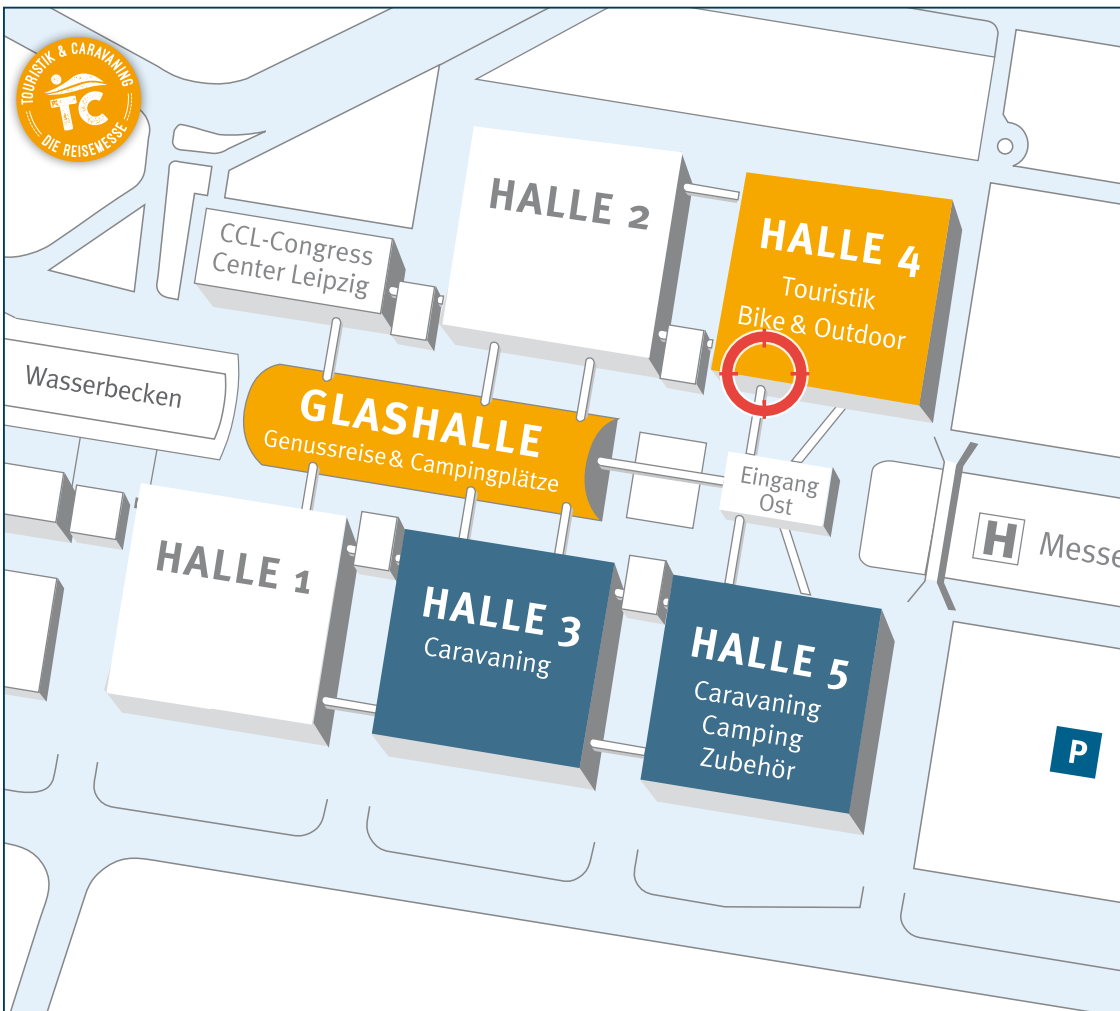 TOURISTIK & CARAVANING
TC
DIE REISEMESSE
HALLE 2
HALLE 4
Touristik
Bike & Outdoor
CCL-Congress
Center Leipzig
Wasserbecken
GLASHALLE
Genussreise & Campingplätze
Eingang
Ost
H Messe
HALLE 1
HALLE 3
Caravaning
HALLE 5
Caravaning
Camping
Zubehör
P